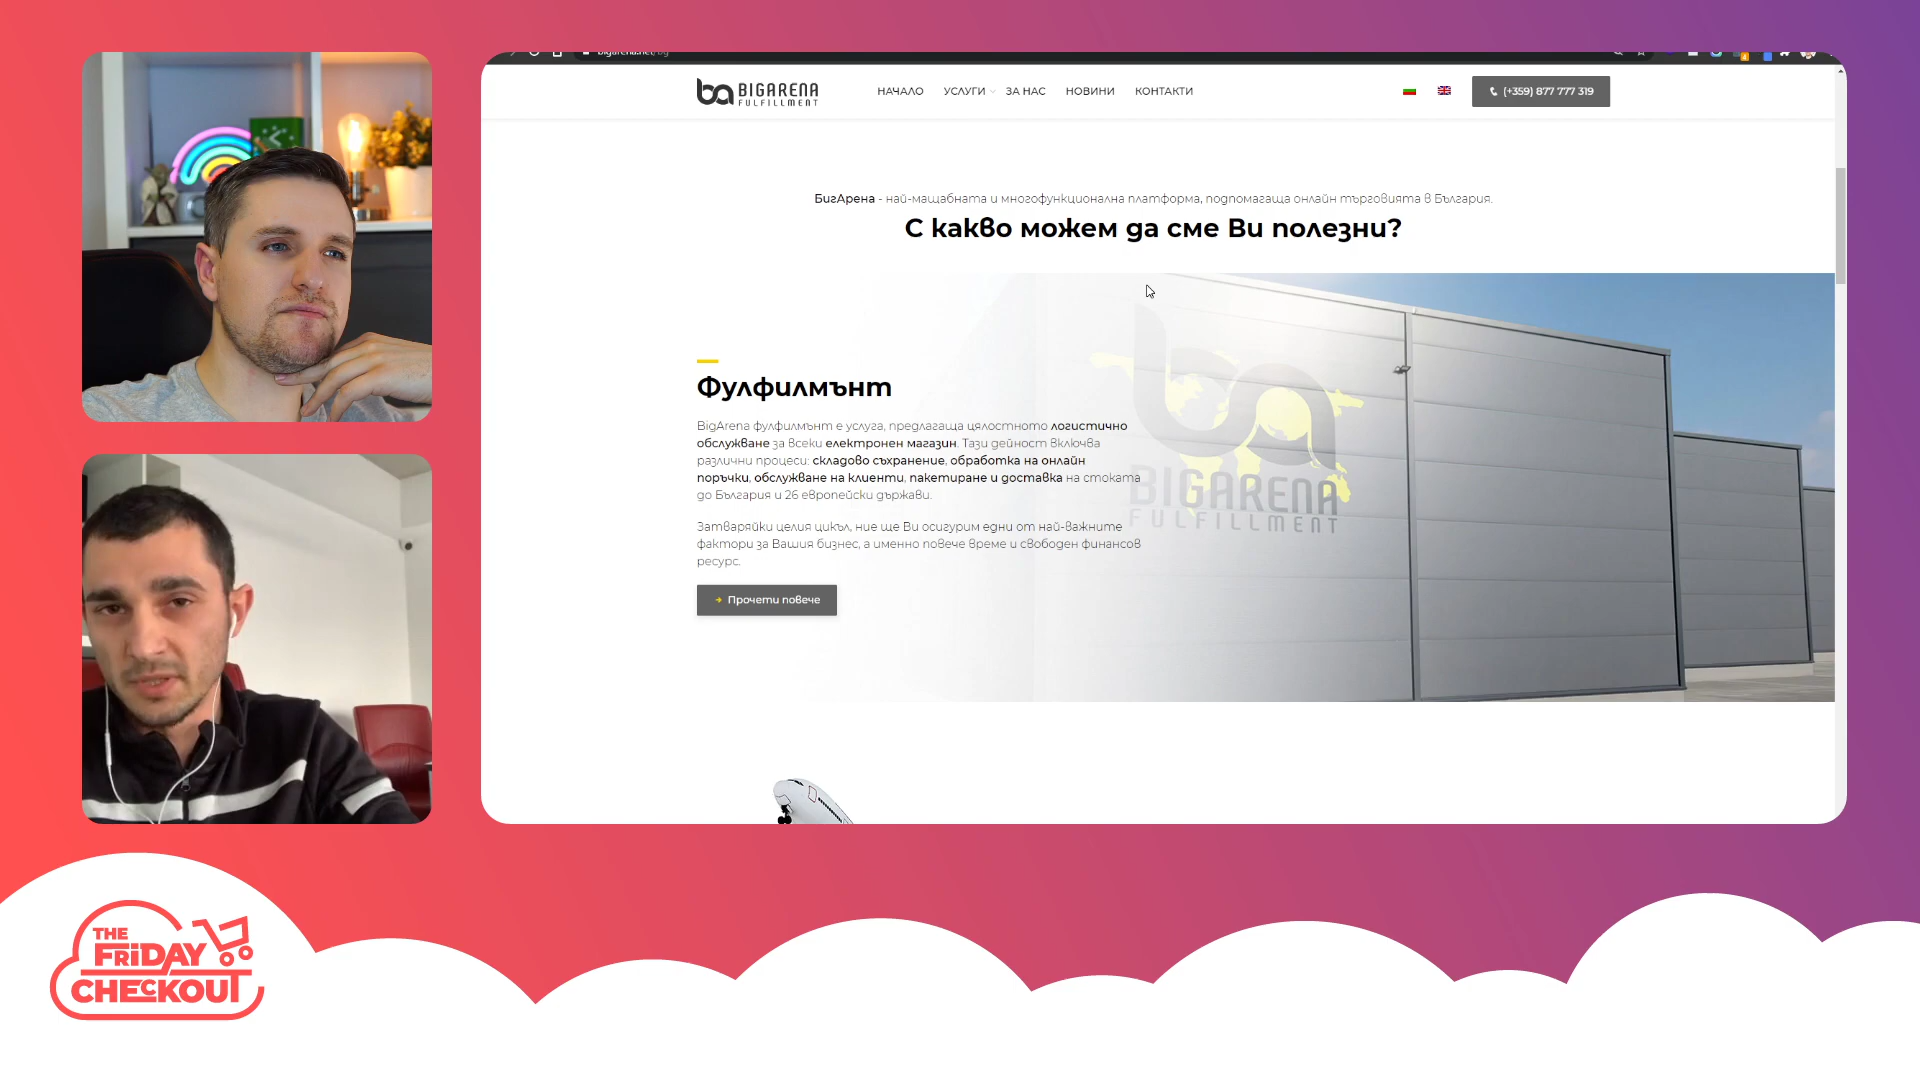 BIGARENA
FULFILLMENT
НАЧАЛО
УСЛУГИ
ЗА НАС
НОВИНИ
КОНТАКТИ
(+359) 877 777 319
БигАрена - най-мащабната и многофункционална платформа, подпомагаща онлайн търговията в България.
С какво можем да сме Ви полезни?
Фулфилмънт
BigArena фулфилмънт е услуга, предлагаща цялостното логистично
обслужване за всеки електронен магазин. Тази дейност включва
различни процеси: складово съхранение, обработка на онлайн
поръчки, обслужване на клиенти, пакетиране и доставка на стоката
до България и 26 европейски държави.
Затваряйки целия цикъл, ние ще Ви осигурим едни от най-важните
фактори за Вашия бизнес, а именно повече време и свободен финансов
ресурс.
Прочети повече
BIGARENA
FULFILLMENT
THE
FRiDAY
CHECKOUT